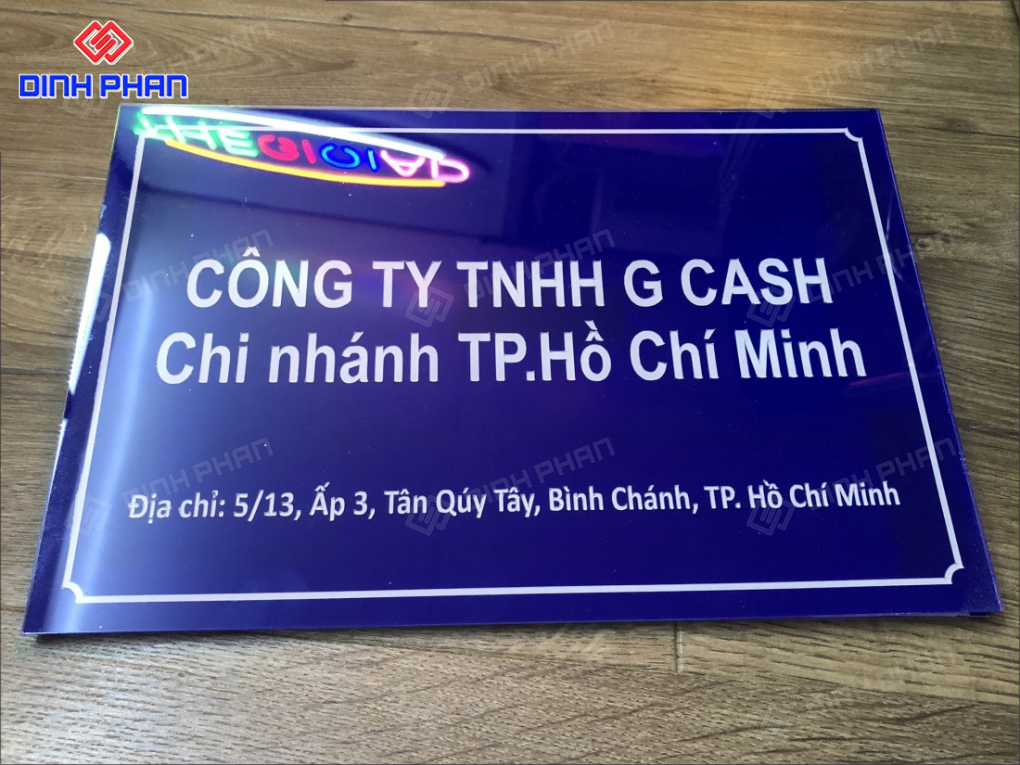 DINH PHAN
THEGIOIAD
CÔNG TY TNHH G CASH
Chi nhánh TP.Hồ Chí Minh
Địa chỉ: 5/13, Ấp 3, Tân Qúy Tây, Bình Chánh, TP. Hồ Chí Minh